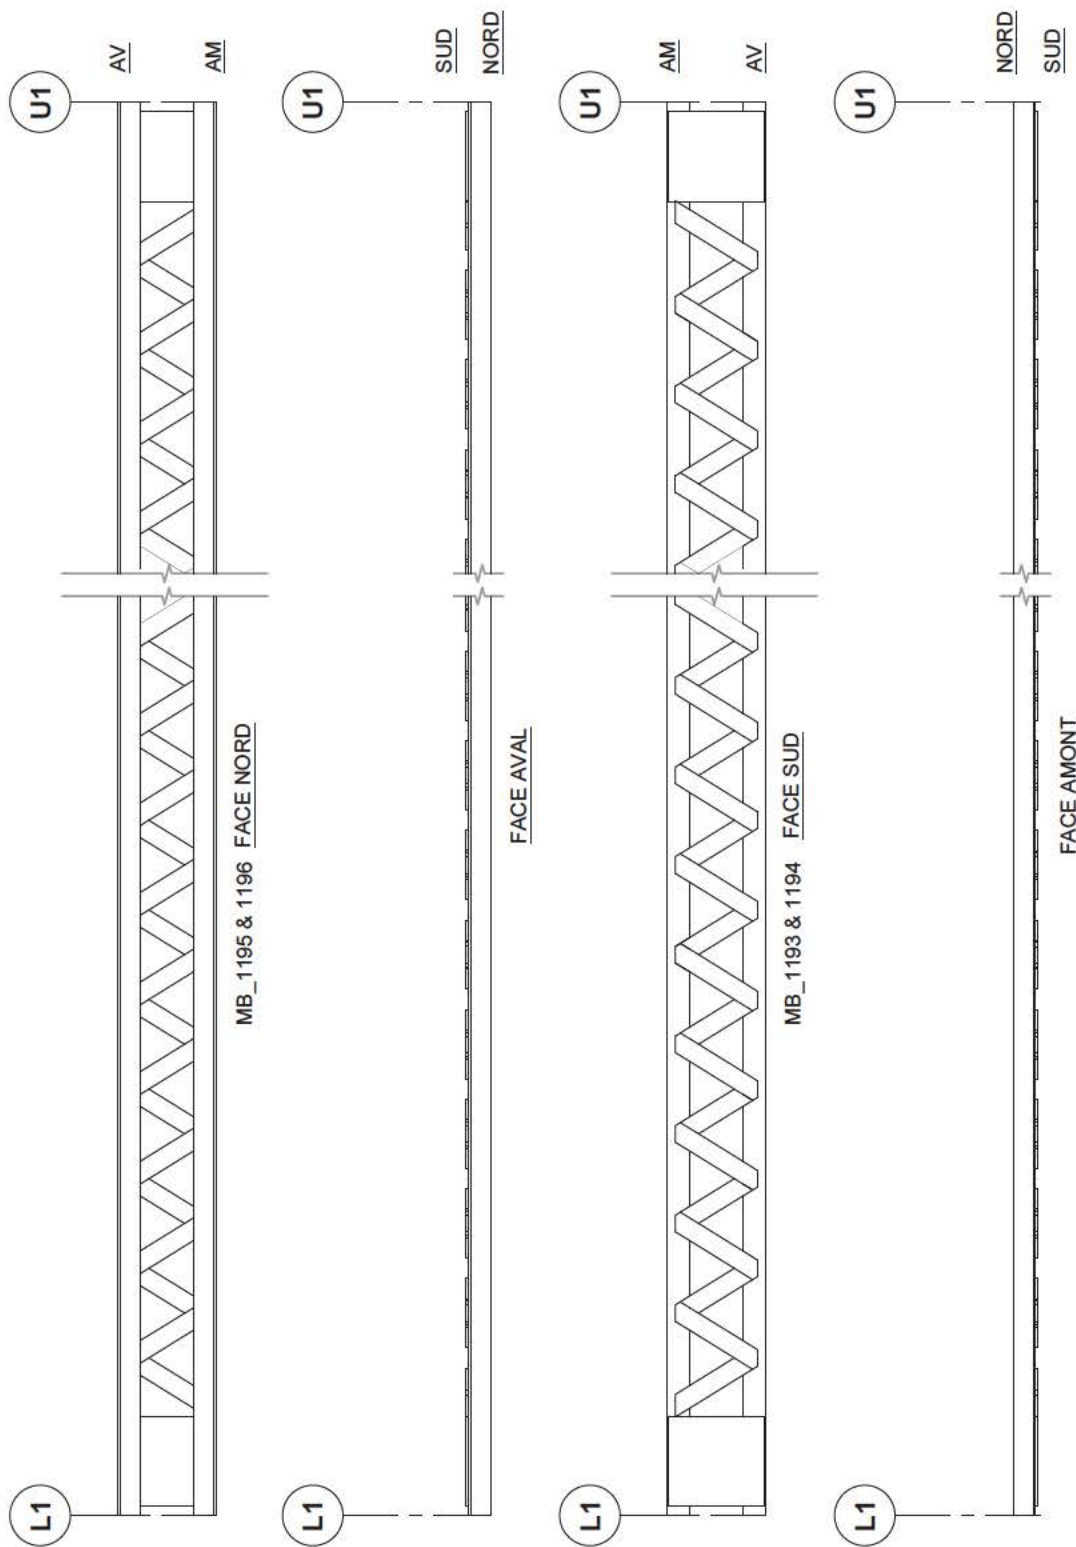 L1
U1
AV
AM
MB_1195 & 1196 FACE NORD
L1
U1
SUD
NORD
FACE AVAL
L1
U1
AM
AV
MB_1193 & 1194 FACE SUD
L1
U1
NORD
SUD
FACE AMONT